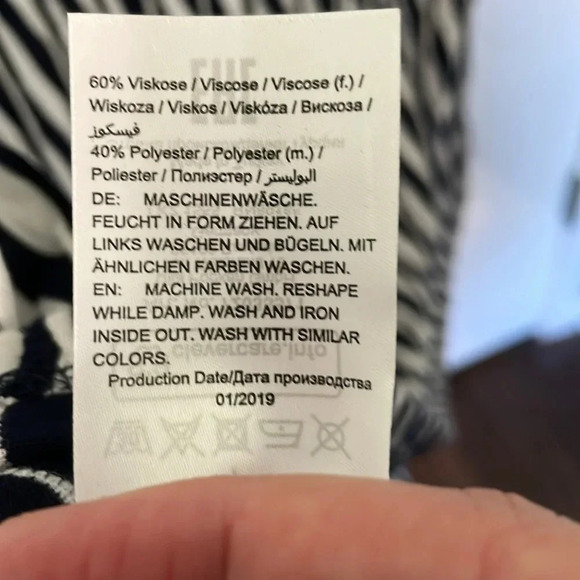 60% Viskose / Viscose / Viscose (f.) /
Wiskoza / Viskos / Viskóza / Вискоза /
فيسكوز
40% Polyester / Polyester (m.) /
Poliester / Полиэстер / البوليستر
DE: MASCHINENWÄSCHE.
FEUCHT IN FORM ZIEHEN. AUF
LINKS WASCHEN UND BÜGELN. MIT
ÄHNLICHEN FARBEN WASCHEN.
EN: MACHINE WASH. RESHAPE
WHILE DAMP. WASH AND IRON
INSIDE OUT. WASH WITH SIMILAR
COLORS.
Production Date/Дата производства
01/2019
clevercare.info